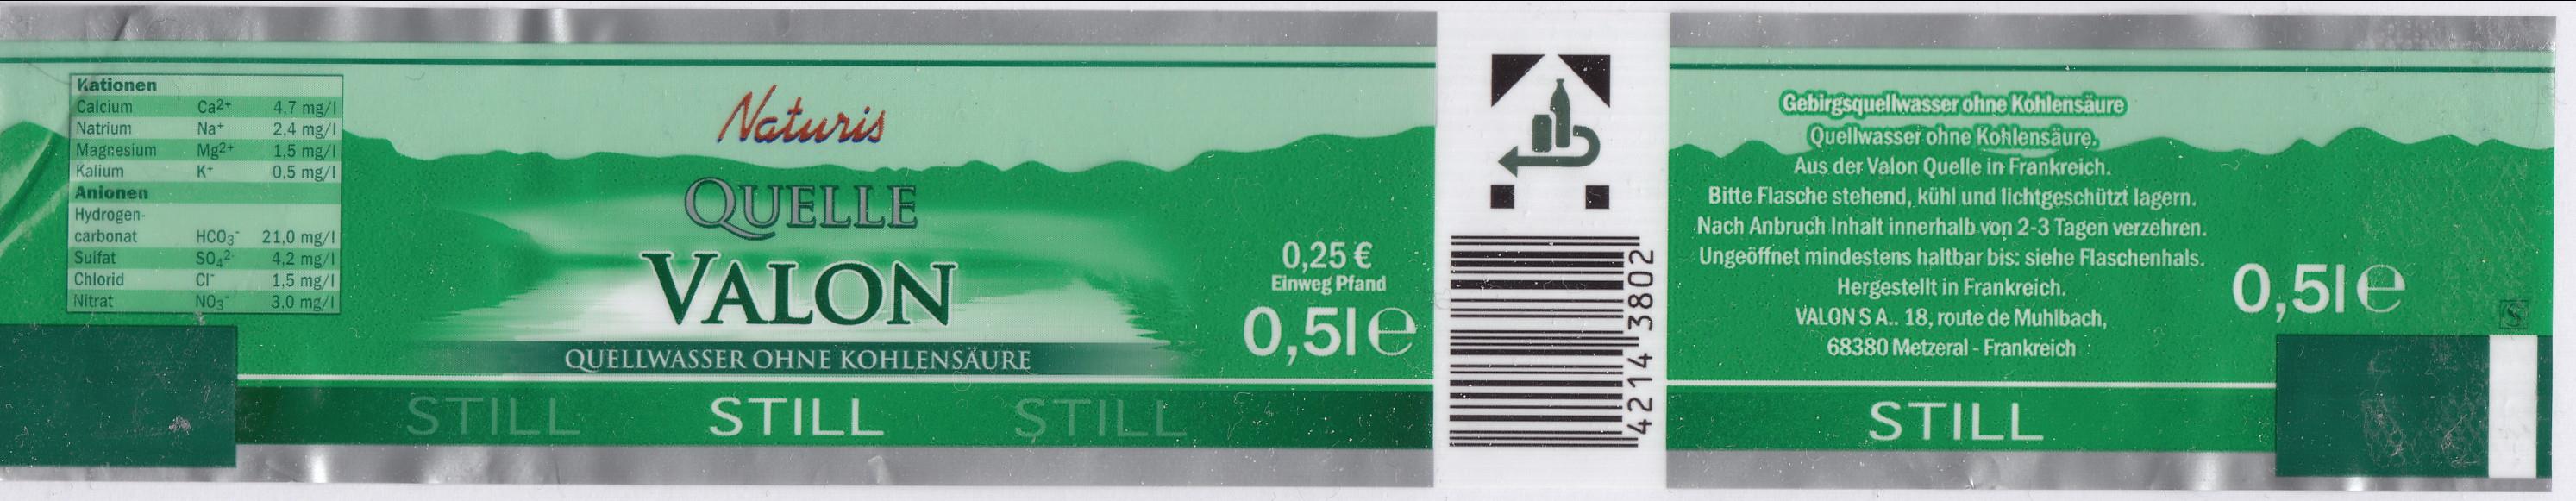 Kationen
Calcium Ca2+ 4,7 mg/l
Natrium Na+ 2,4 mg/l
Magnesium Mg2+ 1,5 mg/l
Kalium K+ 0,5 mg/l
Anionen
Hydrogen-
carbonat HCO3- 21,0 mg/l
Sulfat SO42- 4,2 mg/l
Chlorid Cl- 1,5 mg/l
Nitrat NO3- 3,0 mg/l
Naturis
QUELLE
VALON
QUELLWASSER OHNE KOHLENSÄURE
STILL STILL STILL
0,25 €
Einweg Pfand
0,5l e
4214 3802
Gebirgsquellwasser ohne Kohlensäure
Quellwasser ohne Kohlensäure.
Aus der Valon Quelle in Frankreich.
Bitte Flasche stehend, kühl und lichtgeschützt lagern.
Nach Anbruch Inhalt innerhalb von 2-3 Tagen verzehren.
Ungeöffnet mindestens haltbar bis: siehe Flaschenhals.
Hergestellt in Frankreich.
VALON S A.. 18, route de Muhlbach,
68380 Metzeral - Frankreich
0,5l e
STILL